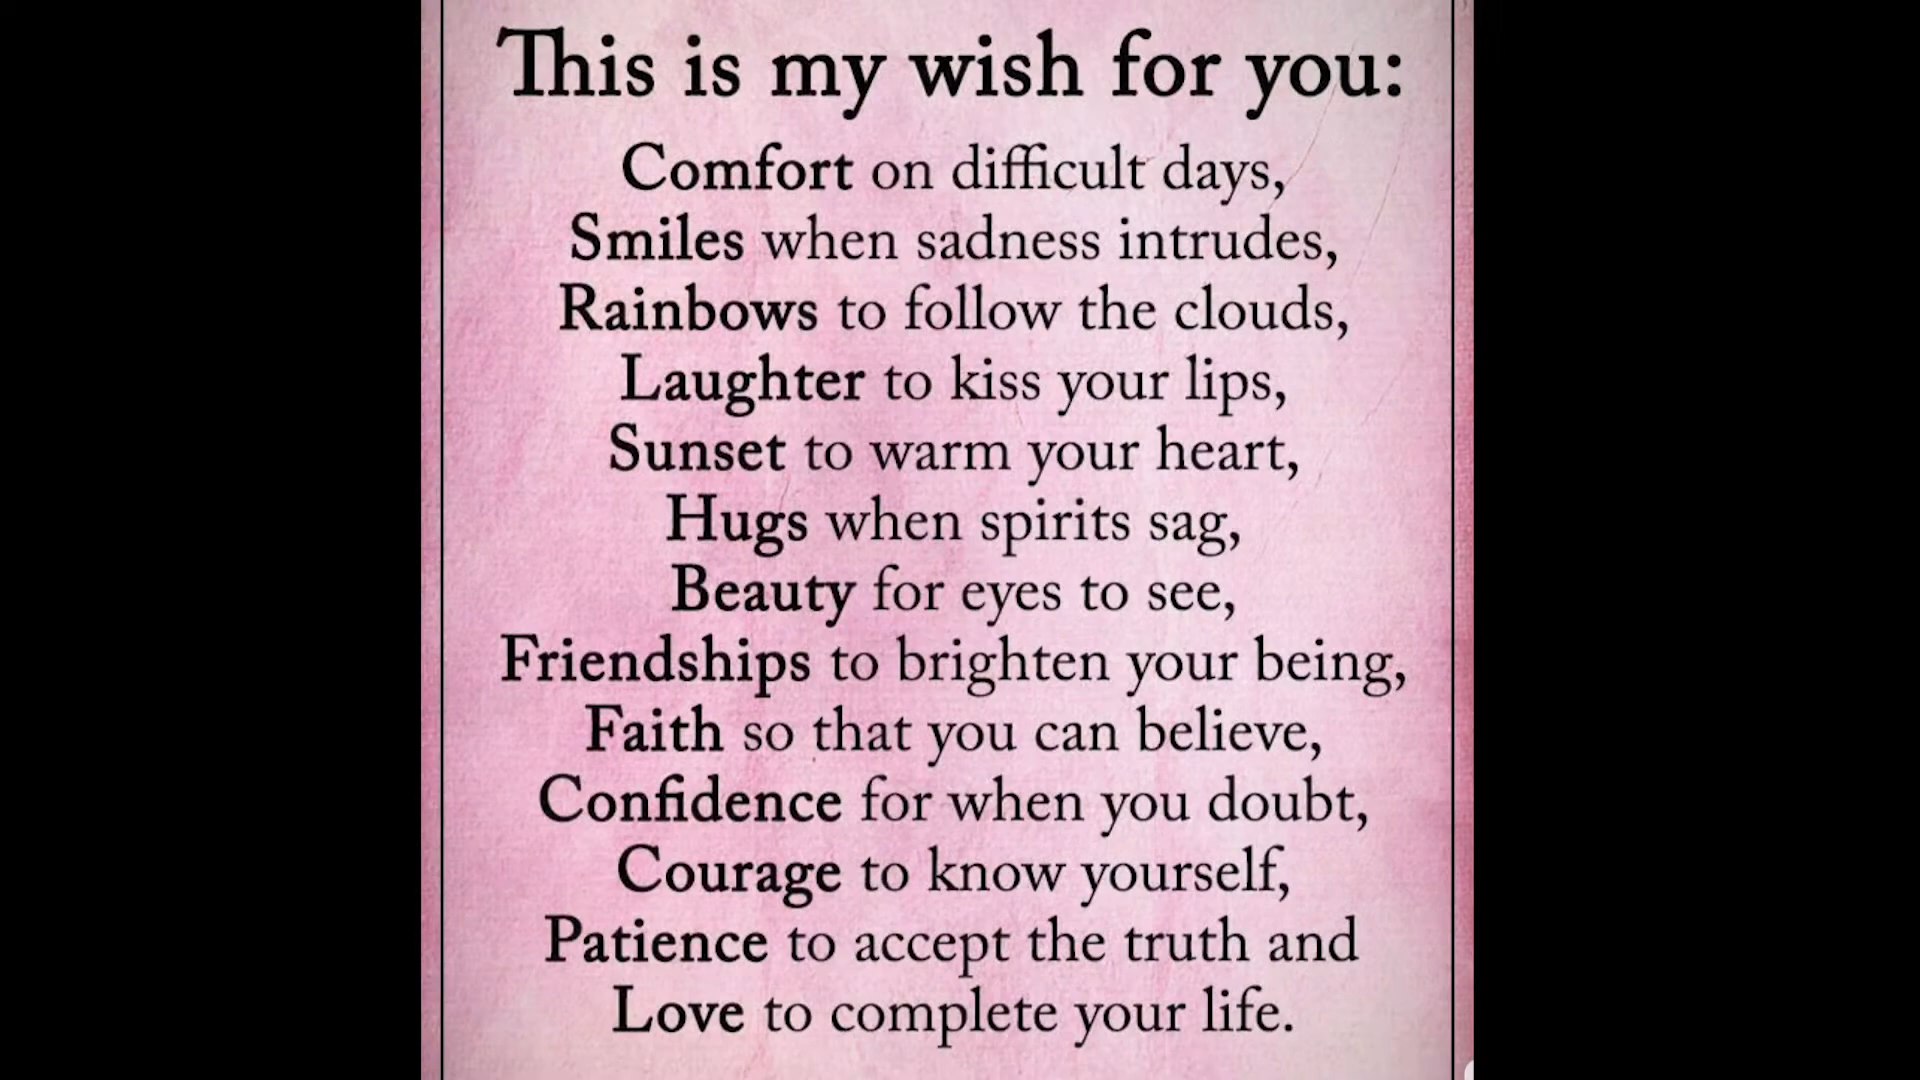 This is my wish for you:
Comfort on difficult days,
Smiles when sadness intrudes,
Rainbows to follow the clouds,
Laughter to kiss your lips,
Sunset to warm your heart,
Hugs when spirits sag,
Beauty for eyes to see,
Friendships to brighten your being,
Faith so that you can believe,
Confidence for when you doubt,
Courage to know yourself,
Patience to accept the truth and
Love to complete your life.